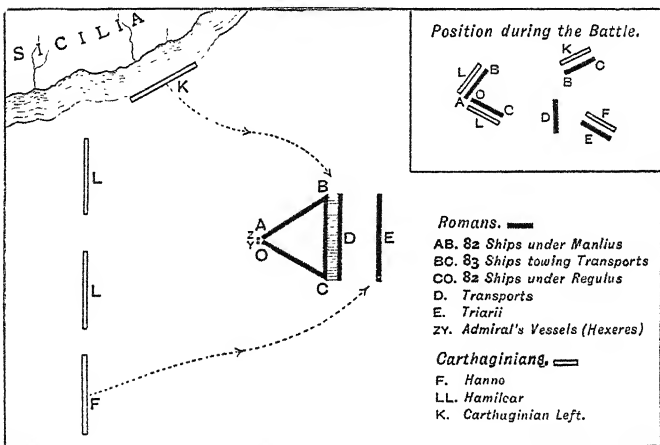 SICILIA
K
L
L
F
Z
Y
A
O
B
C
D
E
Position during the Battle.
K
B
C
L
B
A
O
C
L
D
F
E
Romans.
AB. 82 Ships under Manlius
BC. 83 Ships towing Transports
CO. 82 Ships under Regulus
D. Transports
E. Triarii
ZY. Admiral's Vessels (Hexeres)
Carthaginians.
F. Hanno
LL. Hamilcar
K. Carthaginian Left.